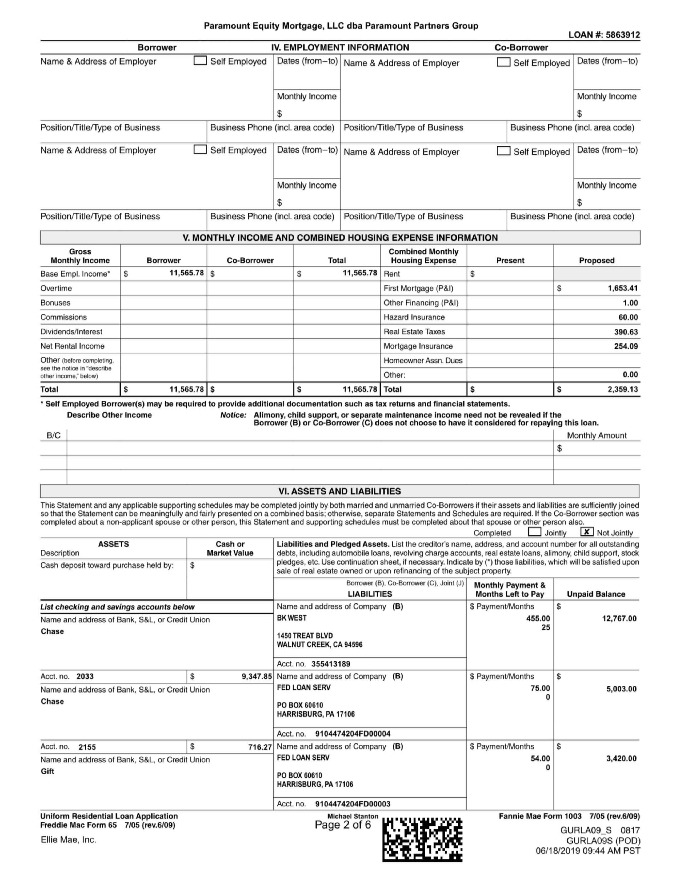 Paramount Equity Mortgage, LLC dba Paramount Partners Group
LOAN #: 5863912
Borrower IV. EMPLOYMENT INFORMATION Co-Borrower
Name & Address of Employer Self Employed Dates (from–to) Name & Address of Employer Self Employed Dates (from–to)
Monthly Income Monthly Income
$ $
Position/Title/Type of Business Business Phone (incl. area code) Position/Title/Type of Business Business Phone (incl. area code)
Name & Address of Employer Self Employed Dates (from–to) Name & Address of Employer Self Employed Dates (from–to)
Monthly Income Monthly Income
$ $
Position/Title/Type of Business Business Phone (incl. area code) Position/Title/Type of Business Business Phone (incl. area code)
V. MONTHLY INCOME AND COMBINED HOUSING EXPENSE INFORMATION
Gross Monthly Income Borrower Co-Borrower Total Combined Monthly Housing Expense Present Proposed
Base Empl. Income* $ 11,565.78 $ $ 11,565.78 Rent $
Overtime First Mortgage (P&I) $ 1,653.41
Bonuses Other Financing (P&I) 1.00
Commissions Hazard Insurance 60.00
Dividends/Interest Real Estate Taxes 390.63
Net Rental Income Mortgage Insurance 254.09
Other (before completing, see the notice in "describe other income," below) Homeowner Assn. Dues
Other: 0.00
Total $ 11,565.78 $ $ 11,565.78 Total $ $ 2,359.13
* Self Employed Borrower(s) may be required to provide additional documentation such as tax returns and financial statements.
Describe Other Income Notice: Alimony, child support, or separate maintenance income need not be revealed if the
Borrower (B) or Co-Borrower (C) does not choose to have it considered for repaying this loan.
B/C Monthly Amount
$
VI. ASSETS AND LIABILITIES
This Statement and any applicable supporting schedules may be completed jointly by both married and unmarried Co-Borrowers if their assets and liabilities are sufficiently joined
so that the Statement can be meaningfully and fairly presented on a combined basis; otherwise, separate Statements and Schedules are required. If the Co-Borrower section was
completed about a non-applicant spouse or other person, this Statement and supporting schedules must be completed about that spouse or other person also.
Completed Jointly X Not Jointly
ASSETS
Description
Cash or Market Value
Cash deposit toward purchase held by: $
Liabilities and Pledged Assets. List the creditor's name, address, and account number for all outstanding
debts, including automobile loans, revolving charge accounts, real estate loans, alimony, child support, stock
pledges, etc. Use continuation sheet, if necessary. Indicate by (*) those liabilities, which will be satisfied upon
sale of real estate owned or upon refinancing of the subject property.
Borrower (B), Co-Borrower (C), Joint (J)
LIABILITIES Monthly Payment & Months Left to Pay Unpaid Balance
List checking and savings accounts below
Name and address of Bank, S&L, or Credit Union
Chase
Name and address of Company (B) $ Payment/Months $
BK WEST 455.00 12,767.00
25
1450 TREAT BLVD
WALNUT CREEK, CA 94596
Acct. no. 355413189
Acct. no. 2033 $ 9,347.85
Name and address of Bank, S&L, or Credit Union
Chase
Name and address of Company (B) $ Payment/Months $
FED LOAN SERV 75.00 5,003.00
0
PO BOX 60610
HARRISBURG, PA 17106
Acct. no. 9104474204FD00004
Acct. no. 2155 $ 716.27
Name and address of Bank, S&L, or Credit Union
Gift
Name and address of Company (B) $ Payment/Months $
FED LOAN SERV 54.00 3,420.00
0
PO BOX 60610
HARRISBURG, PA 17106
Acct. no. 9104474204FD00003
Uniform Residential Loan Application
Freddie Mac Form 65 7/05 (rev.6/09)
Ellie Mae, Inc.
Michael Stanton
Page 2 of 6
Fannie Mae Form 1003 7/05 (rev.6/09)
GURLA09_S 0817
GURLA09S (POD)
06/18/2019 09:44 AM PST